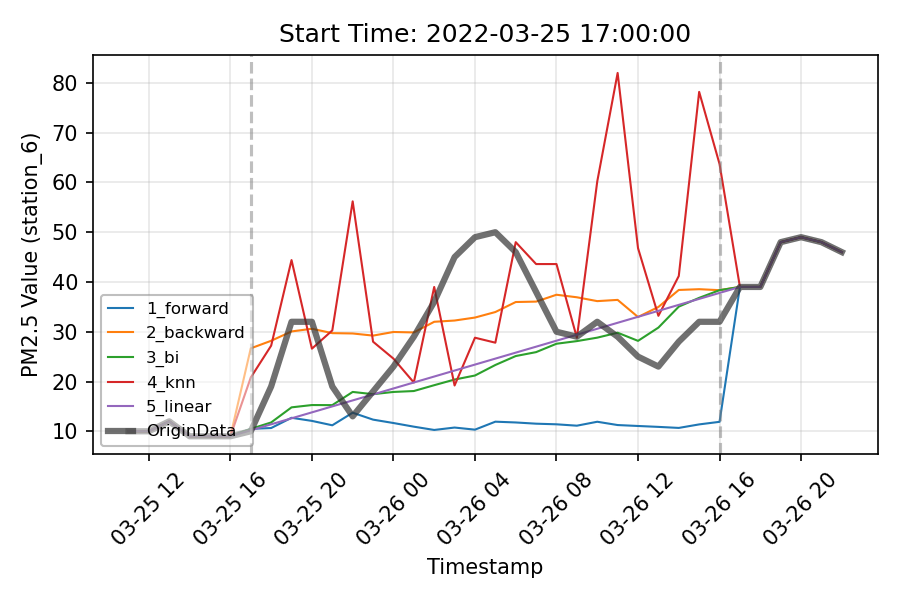 Start Time: 2022-03-25 17:00:00
PM2.5 Value (station_6)
80
70
60
50
40
30
20
10
1_forward
2_backward
3_bi
4_knn
5_linear
OriginData
03-25 12
03-25 16
03-25 20
03-26 00
03-26 04
03-26 08
03-26 12
03-26 16
03-26 20
Timestamp